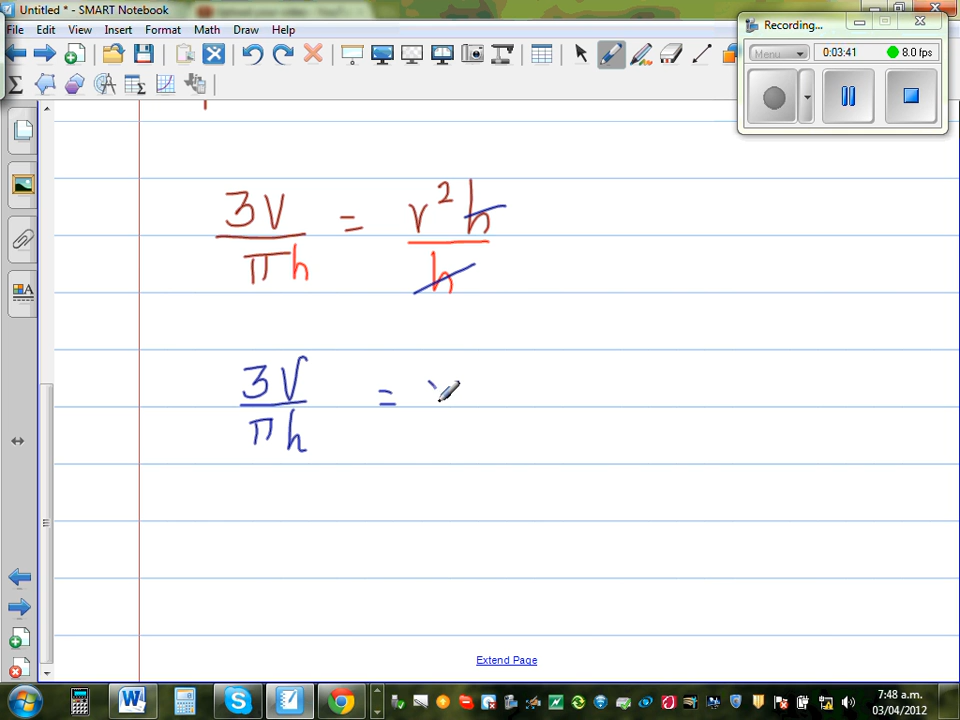 Untitled * - SMART Notebook
File Edit View Insert Format Math Draw Help
Recording...
Menu 0:03:41 8.0 fps
3V/πh = r²h/h
3V/πh =
Extend Page
7:48 a.m.
03/04/2012